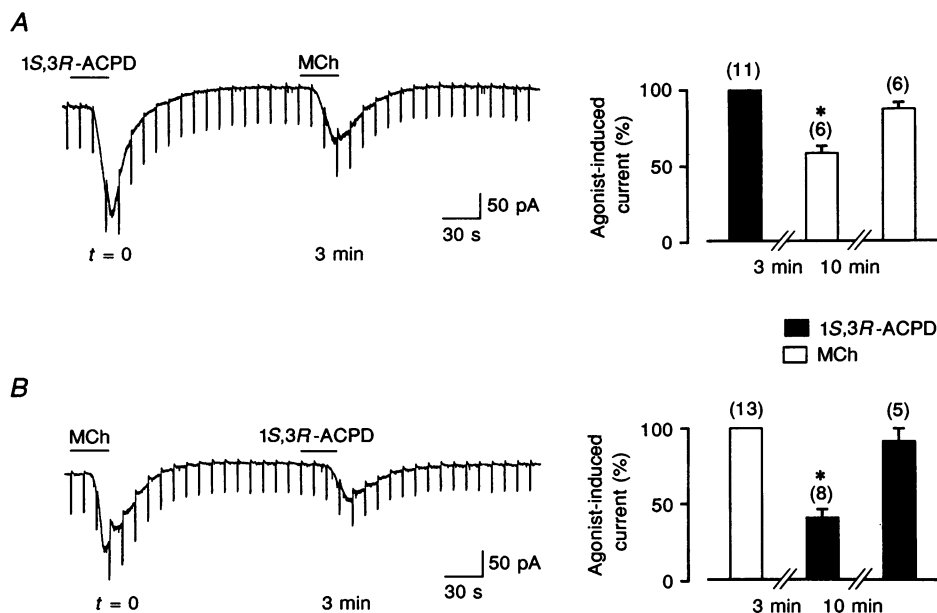 A
1S,3R-ACPD
MCh
50 pA
30 s
t = 0
3 min
Agonist-induced
current (%)
100
50
0
(11)
*
(6)
(6)
3 min
10 min
1S,3R-ACPD
MCh
B
MCh
1S,3R-ACPD
50 pA
30 s
t = 0
3 min
Agonist-induced
current (%)
100
50
0
(13)
*
(8)
(5)
3 min
10 min